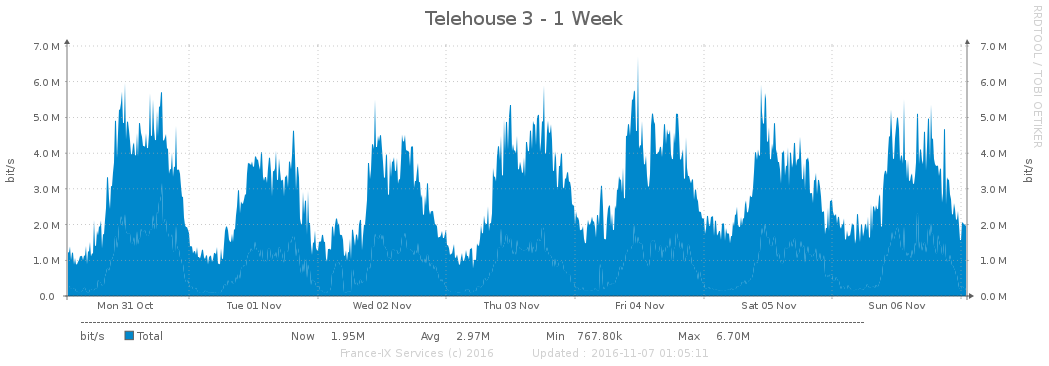 Telehouse 3 - 1 Week
RRDTOOL / TOBI OETIKER
7.0 M 7.0 M
6.0 M 6.0 M
5.0 M 5.0 M
4.0 M 4.0 M
3.0 M 3.0 M
2.0 M 2.0 M
1.0 M 1.0 M
0.0 0.0 M
bit/s bit/s
Mon 31 Oct Tue 01 Nov Wed 02 Nov Thu 03 Nov Fri 04 Nov Sat 05 Nov Sun 06 Nov
bit/s Total Now 1.95M Avg 2.97M Min 767.80k Max 6.70M
France-IX Services (c) 2016 Updated : 2016-11-07 01:05:11